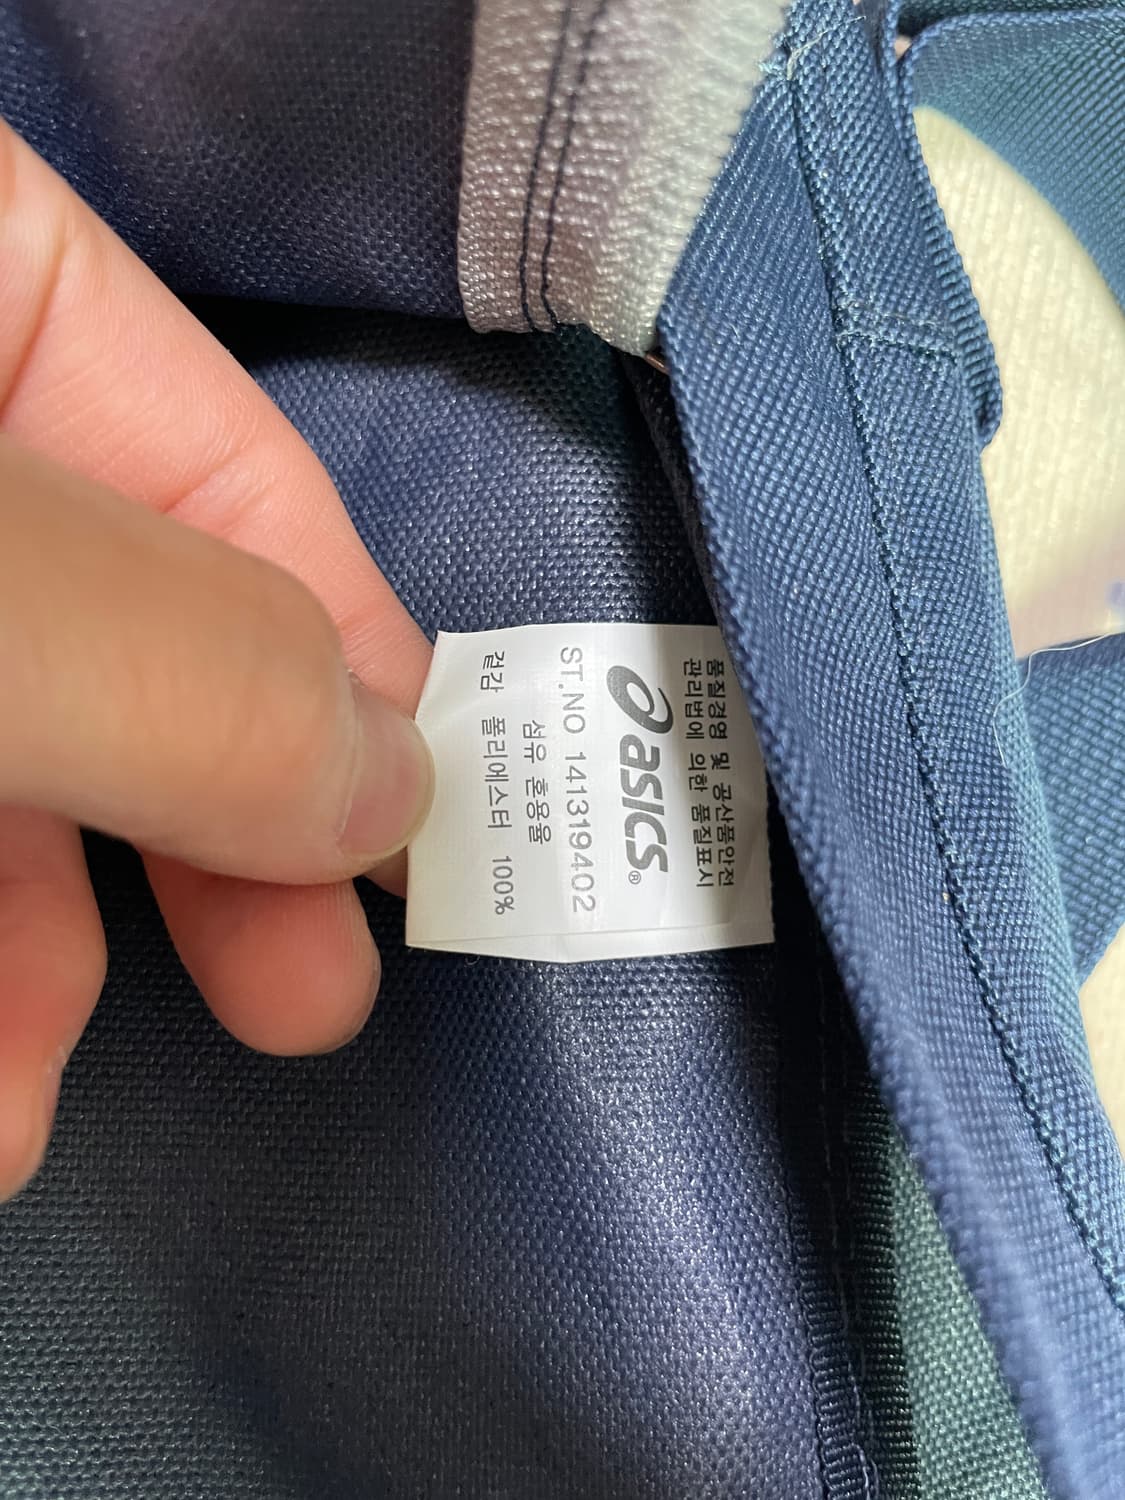 품질경영 및 공산품안전
관리법에 의한 품질표시
asics®
ST.NO 141319402
섬유 혼용율
겉감 폴리에스터 100%